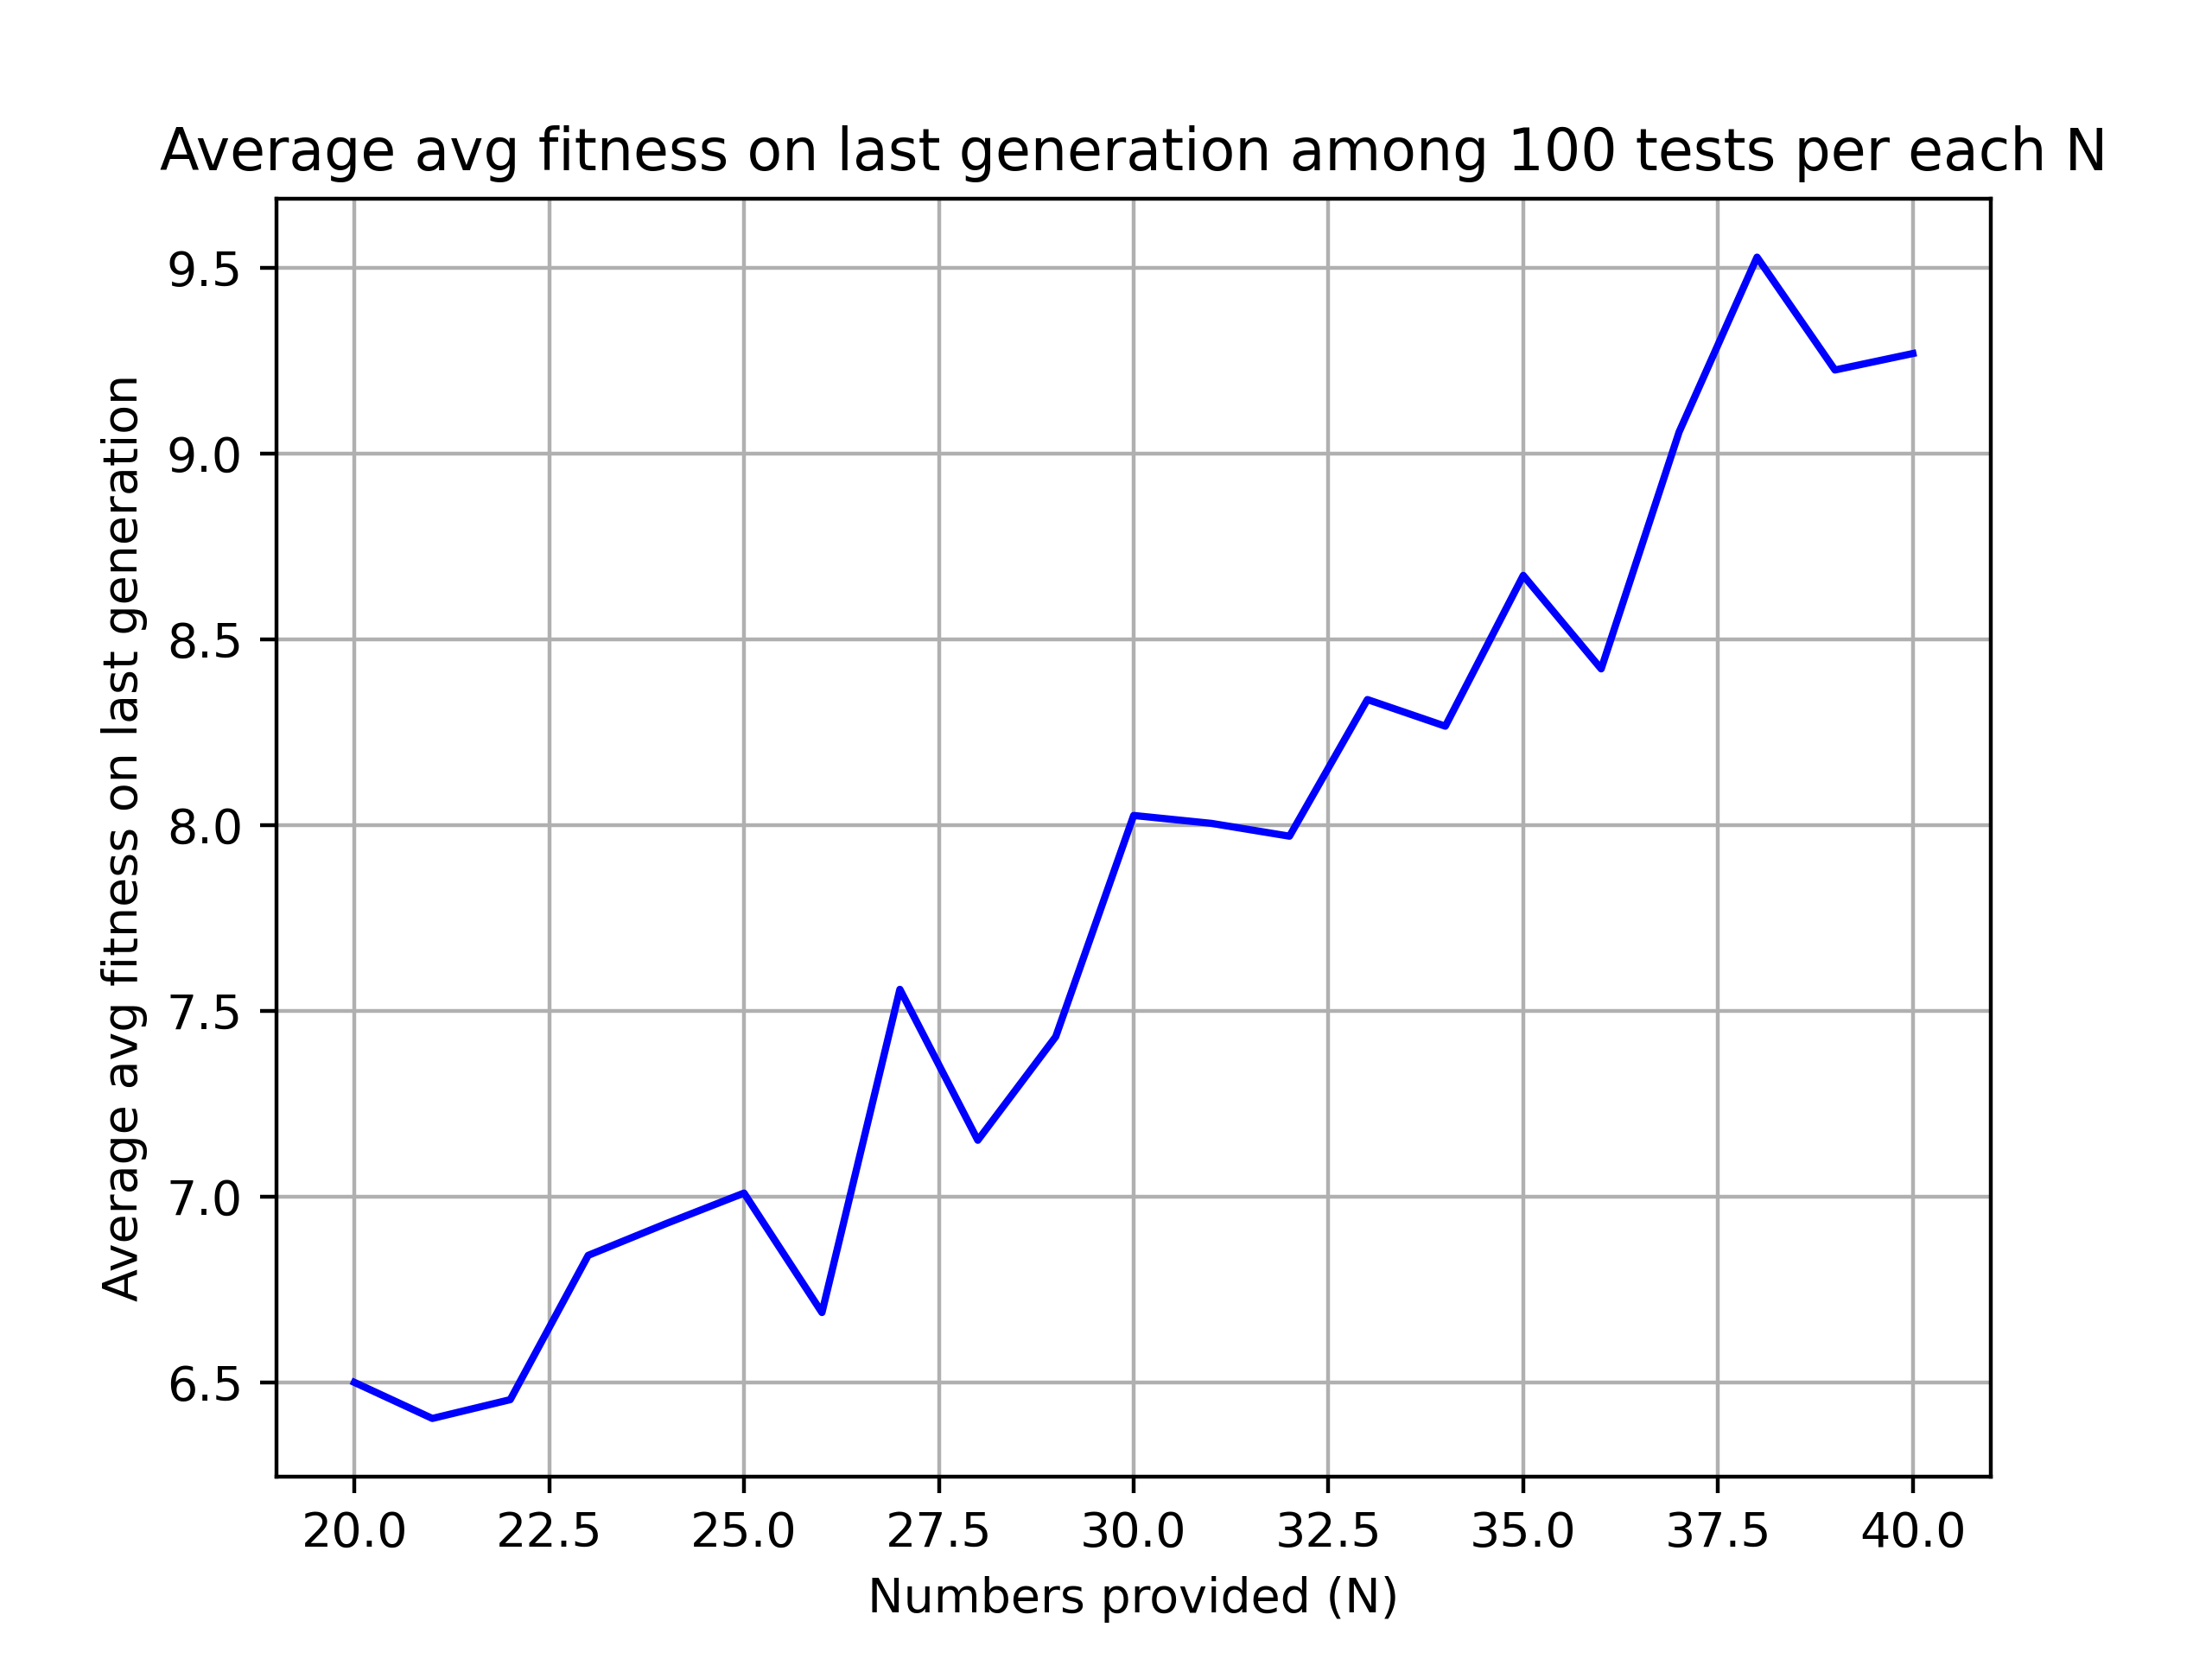 Average avg fitness on last generation among 100 tests per each N
Average avg fitness on last generation
9.5
9.0
8.5
8.0
7.5
7.0
6.5
20.0 22.5 25.0 27.5 30.0 32.5 35.0 37.5 40.0
Numbers provided (N)